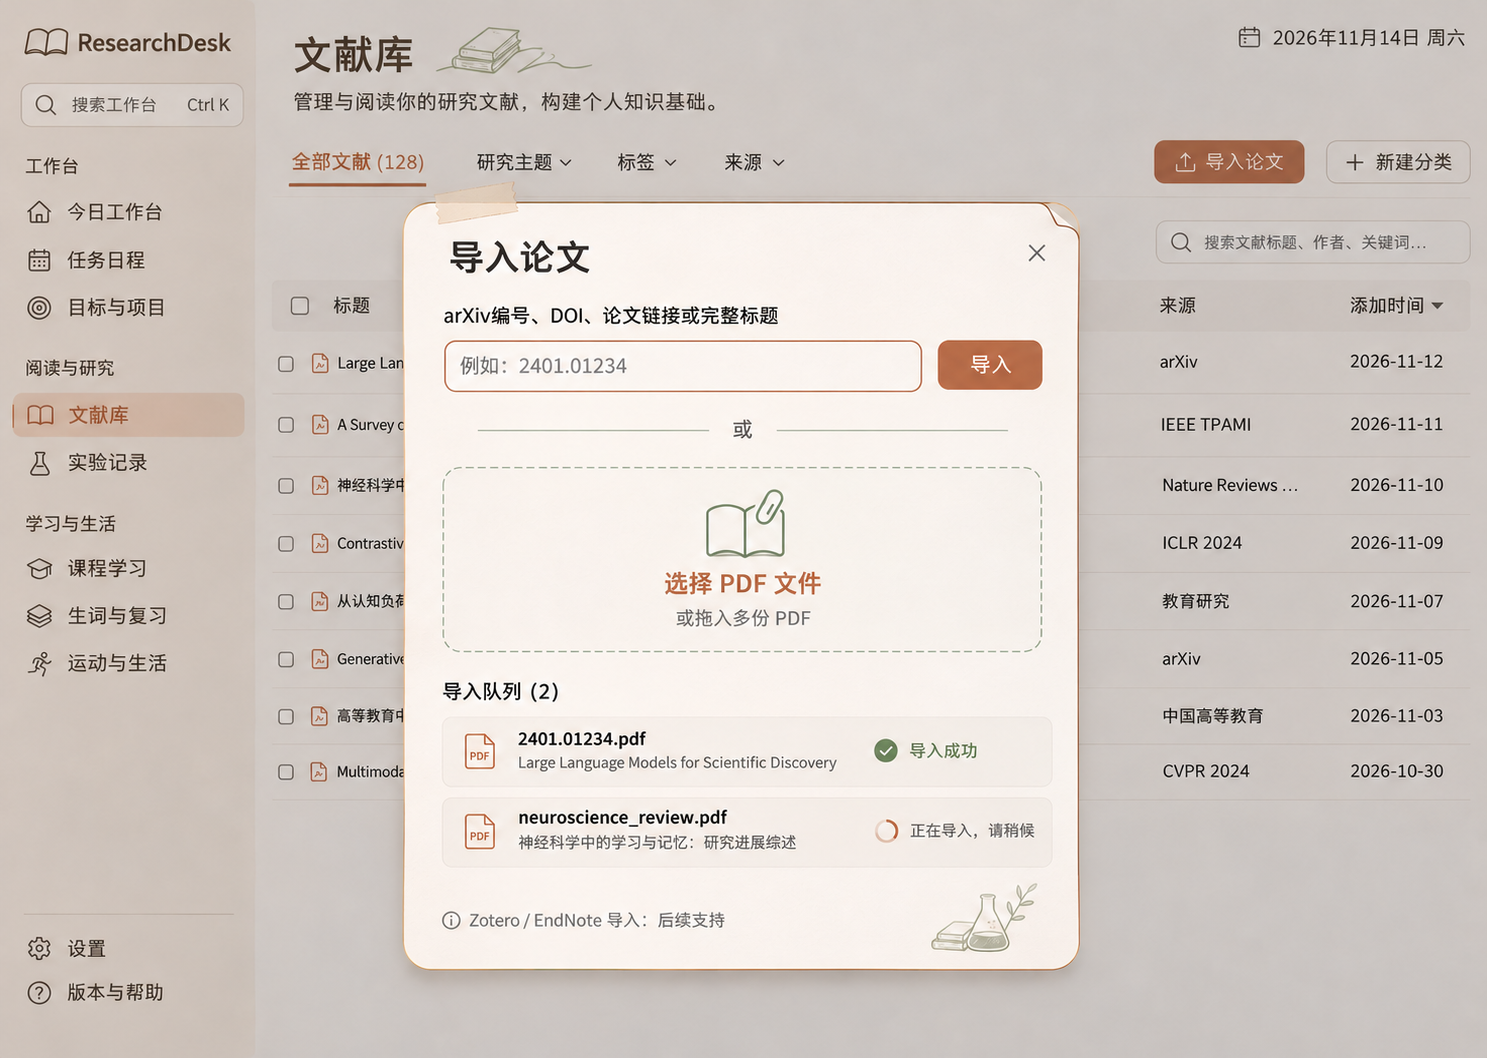 ResearchDesk
搜索工作台 Ctrl K
工作台
今日工作台
任务日程
目标与项目
阅读与研究
文献库
实验记录
学习与生活
课程学习
生词与复习
运动与生活
设置
版本与帮助
文献库
管理与阅读你的研究文献，构建个人知识基础。
2026年11月14日 周六
全部文献 (128) 研究主题 标签 来源
导入论文 新建分类
搜索文献标题、作者、关键词...
标题 来源 添加时间
Large Lan arXiv 2026-11-12
A Survey IEEE TPAMI 2026-11-11
神经科学中 Nature Reviews ... 2026-11-10
Contrastiv ICLR 2024 2026-11-09
从认知负荷 教育研究 2026-11-07
Generative arXiv 2026-11-05
高等教育中 中国高等教育 2026-11-03
Multimoda CVPR 2024 2026-10-30
导入论文
arXiv编号、DOI、论文链接或完整标题
例如：2401.01234 导入
或
选择 PDF 文件
或拖入多份 PDF
导入队列 (2)
PDF
2401.01234.pdf
Large Language Models for Scientific Discovery
导入成功
PDF
neuroscience_review.pdf
神经科学中的学习与记忆：研究进展综述
正在导入，请稍候
Zotero / EndNote 导入：后续支持